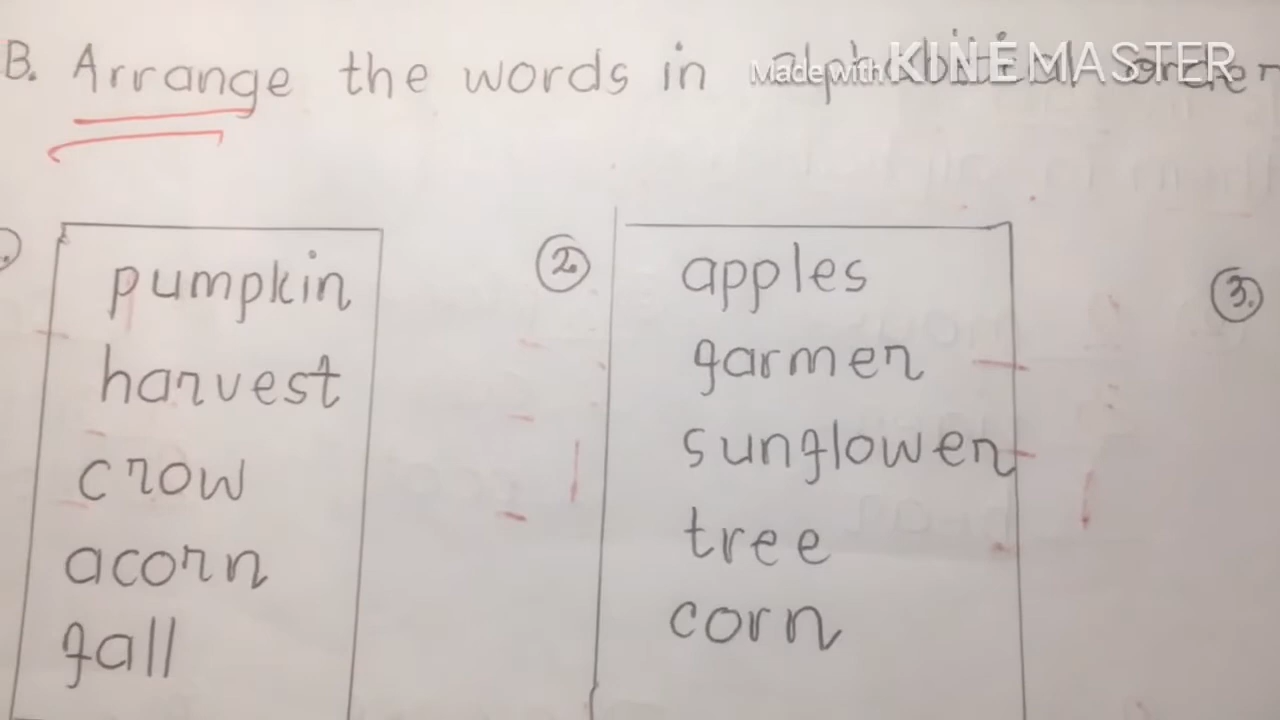 B. Arrange the words in order
Made with KINEMASTER
pumpkin
harvest
crow
acorn
fall
2.
apples
farmer
sunflower
tree
corn
3.